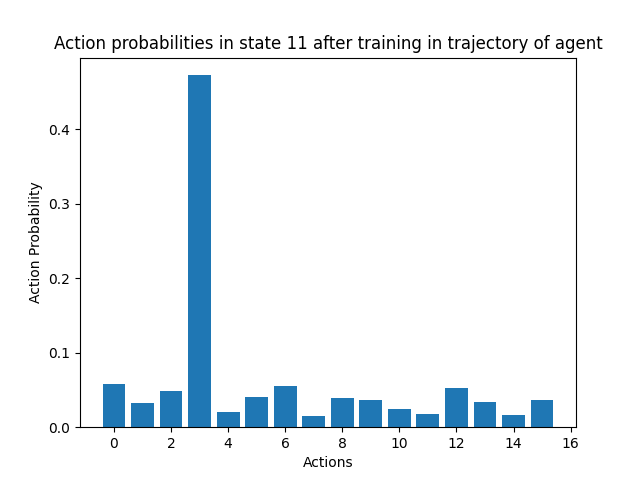 Action probabilities in state 11 after training in trajectory of agent
Action Probability
0.4
0.3
0.2
0.1
0.0
0 2 4 6 8 10 12 14 16
Actions